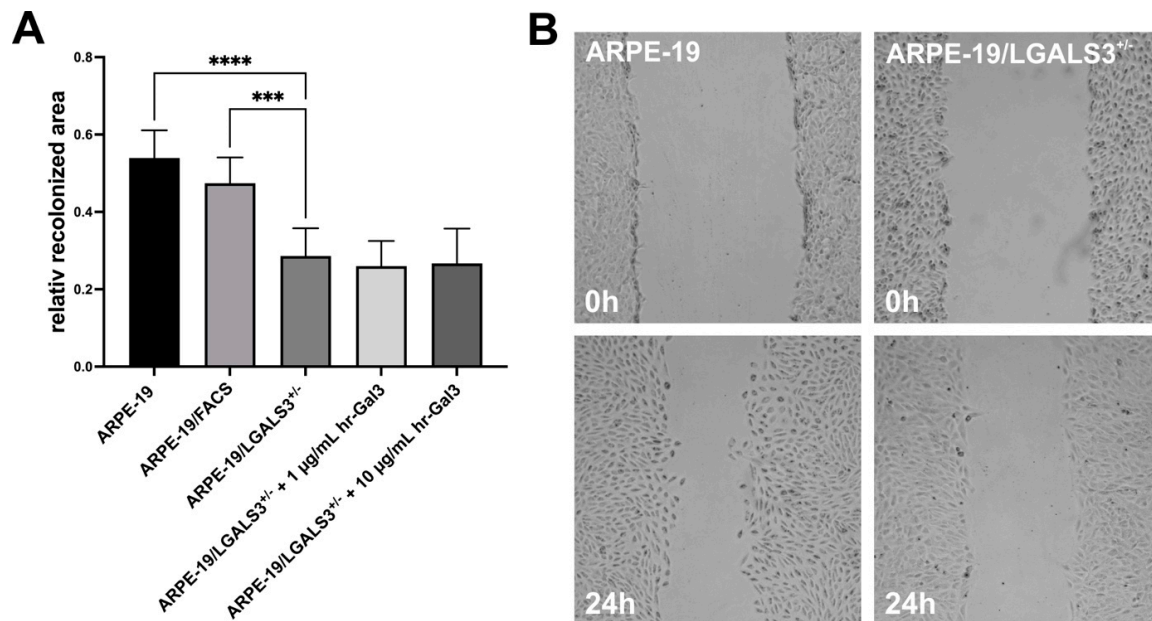 A
relativ recolonized area
0.8
0.6
0.4
0.2
0.0
****
***
ARPE-19
ARPE-19/FACS
ARPE-19/LGALS3+/-
ARPE-19/LGALS3+/- + 1 µg/mL hr-Gal3
ARPE-19/LGALS3+/- + 10 µg/mL hr-Gal3
B
ARPE-19
ARPE-19/LGALS3+/-
0h
0h
24h
24h